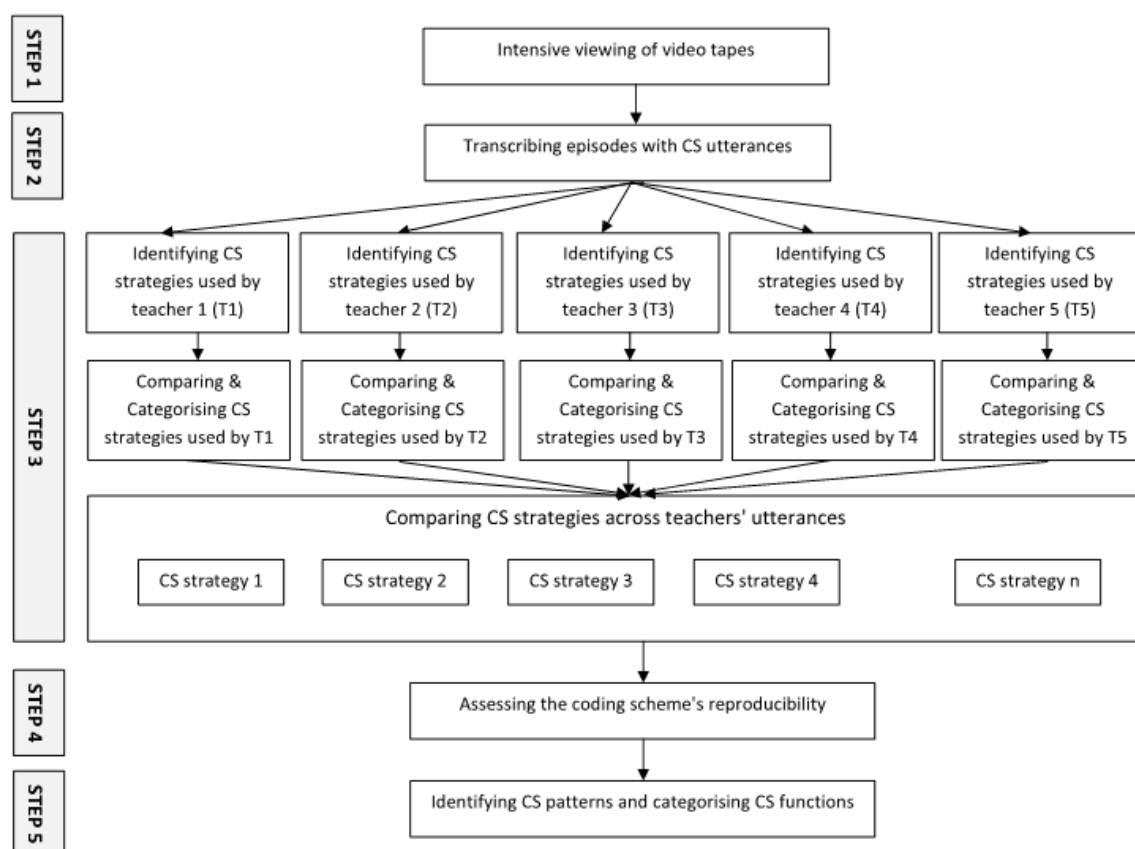 STEP 1
Intensive viewing of video tapes
STEP 2
Transcribing episodes with CS utterances
STEP 3
Identifying CS
strategies used by
teacher 1 (T1)
Identifying CS
strategies used by
teacher 2 (T2)
Identifying CS
strategies used by
teacher 3 (T3)
Identifying CS
strategies used by
teacher 4 (T4)
Identifying CS
strategies used by
teacher 5 (T5)
Comparing &
Categorising CS
strategies used by T1
Comparing &
Categorising CS
strategies used by T2
Comparing &
Categorising CS
strategies used by T3
Comparing &
Categorising CS
strategies used by T4
Comparing &
Categorising CS
strategies used by T5
Comparing CS strategies across teachers' utterances
CS strategy 1
CS strategy 2
CS strategy 3
CS strategy 4
CS strategy n
STEP 4
Assessing the coding scheme's reproducibility
STEP 5
Identifying CS patterns and categorising CS functions